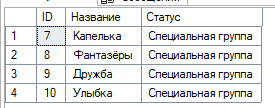 ID Название Статус
1 7 Капелька Специальная группа
2 8 Фантазёры Специальная группа
3 9 Дружба Специальная группа
4 10 Улыбка Специальная группа